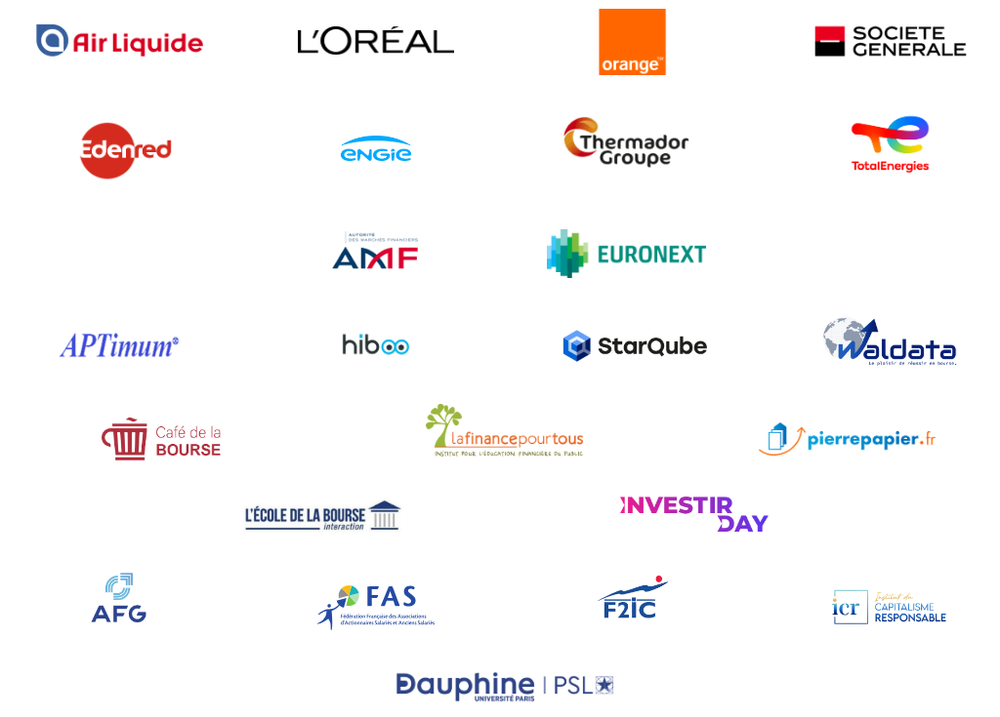 Air Liquide
L'ORÉAL
orange™
SOCIETE
GENERALE
Edenred
ENGIE
Thermador
Groupe
TotalEnergies
AUTORITÉ
DES MARCHÉS FINANCIERS
AMF
EURONEXT
APTimum®
hiboo
StarQube
Waldata
Le plaisir de réussir en bourse.
Café de la
BOURSE
lafinancepourtous
INSTITUT POUR L'ÉDUCATION FINANCIÈRE DU PUBLIC
pierrepapier.fr
L'ÉCOLE DE LA BOURSE
interaction
INVESTIR
DAY
AFG
FAS
Fédération Française des Associations
d'Actionnaires Salariés et Anciens Salariés
F2IC
icr
Institut du
CAPITALISME
RESPONSABLE
Dauphine | PSL
UNIVERSITÉ PARIS